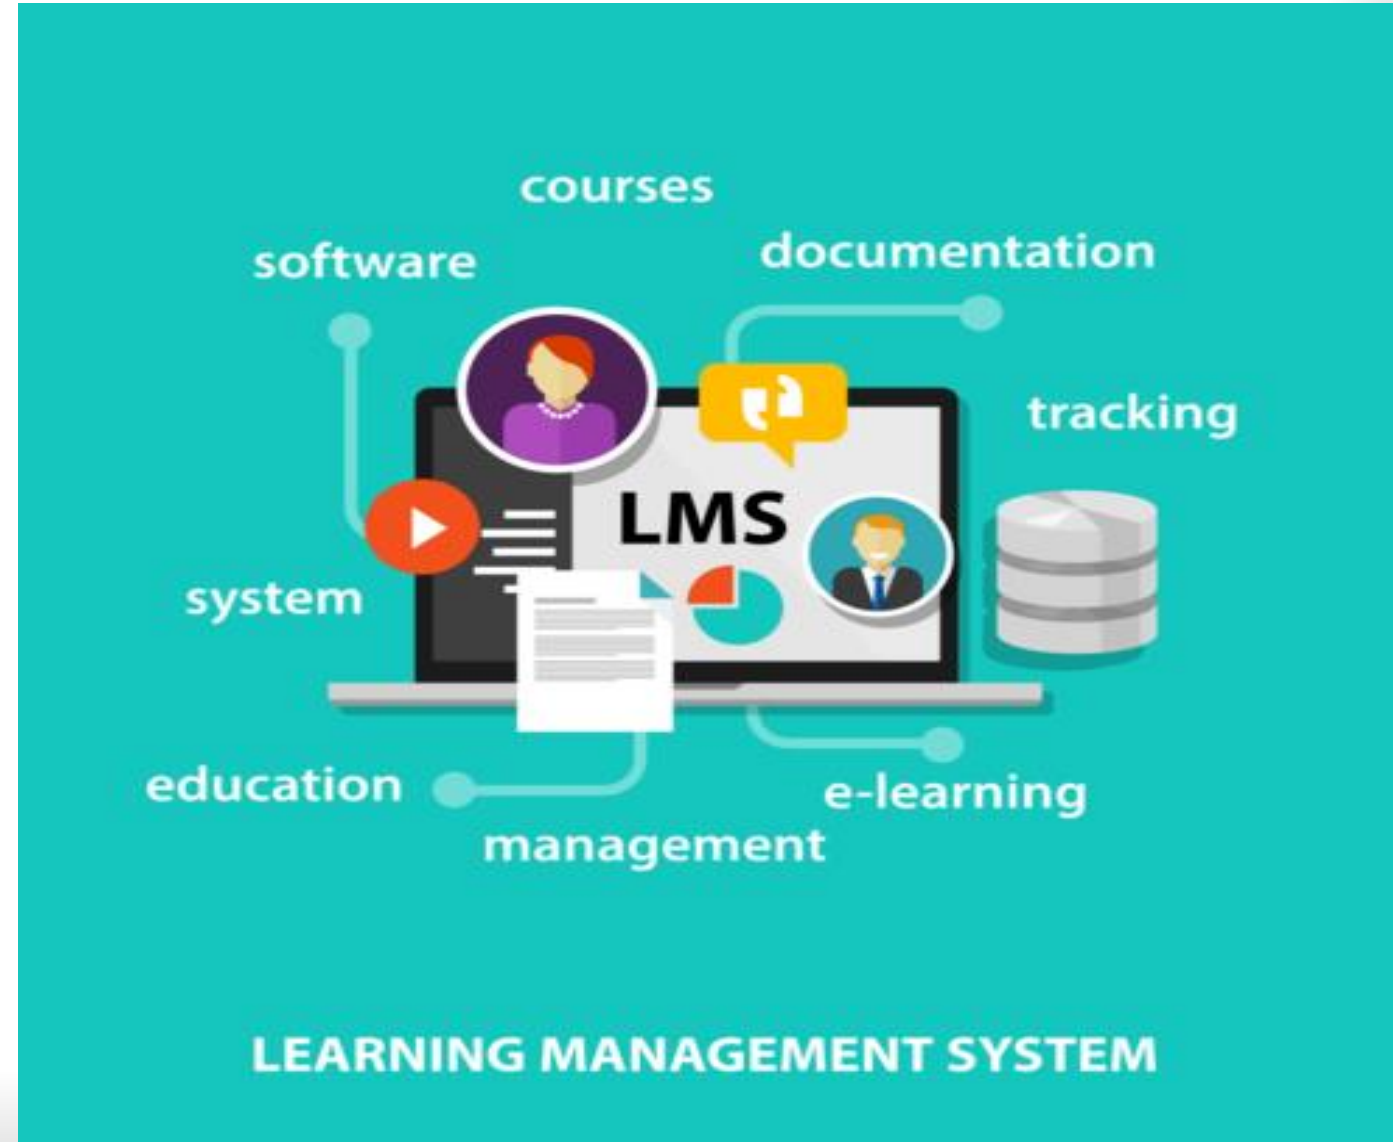 courses
software
documentation
tracking
LMS
system
education
e-learning
management
LEARNING MANAGEMENT SYSTEM